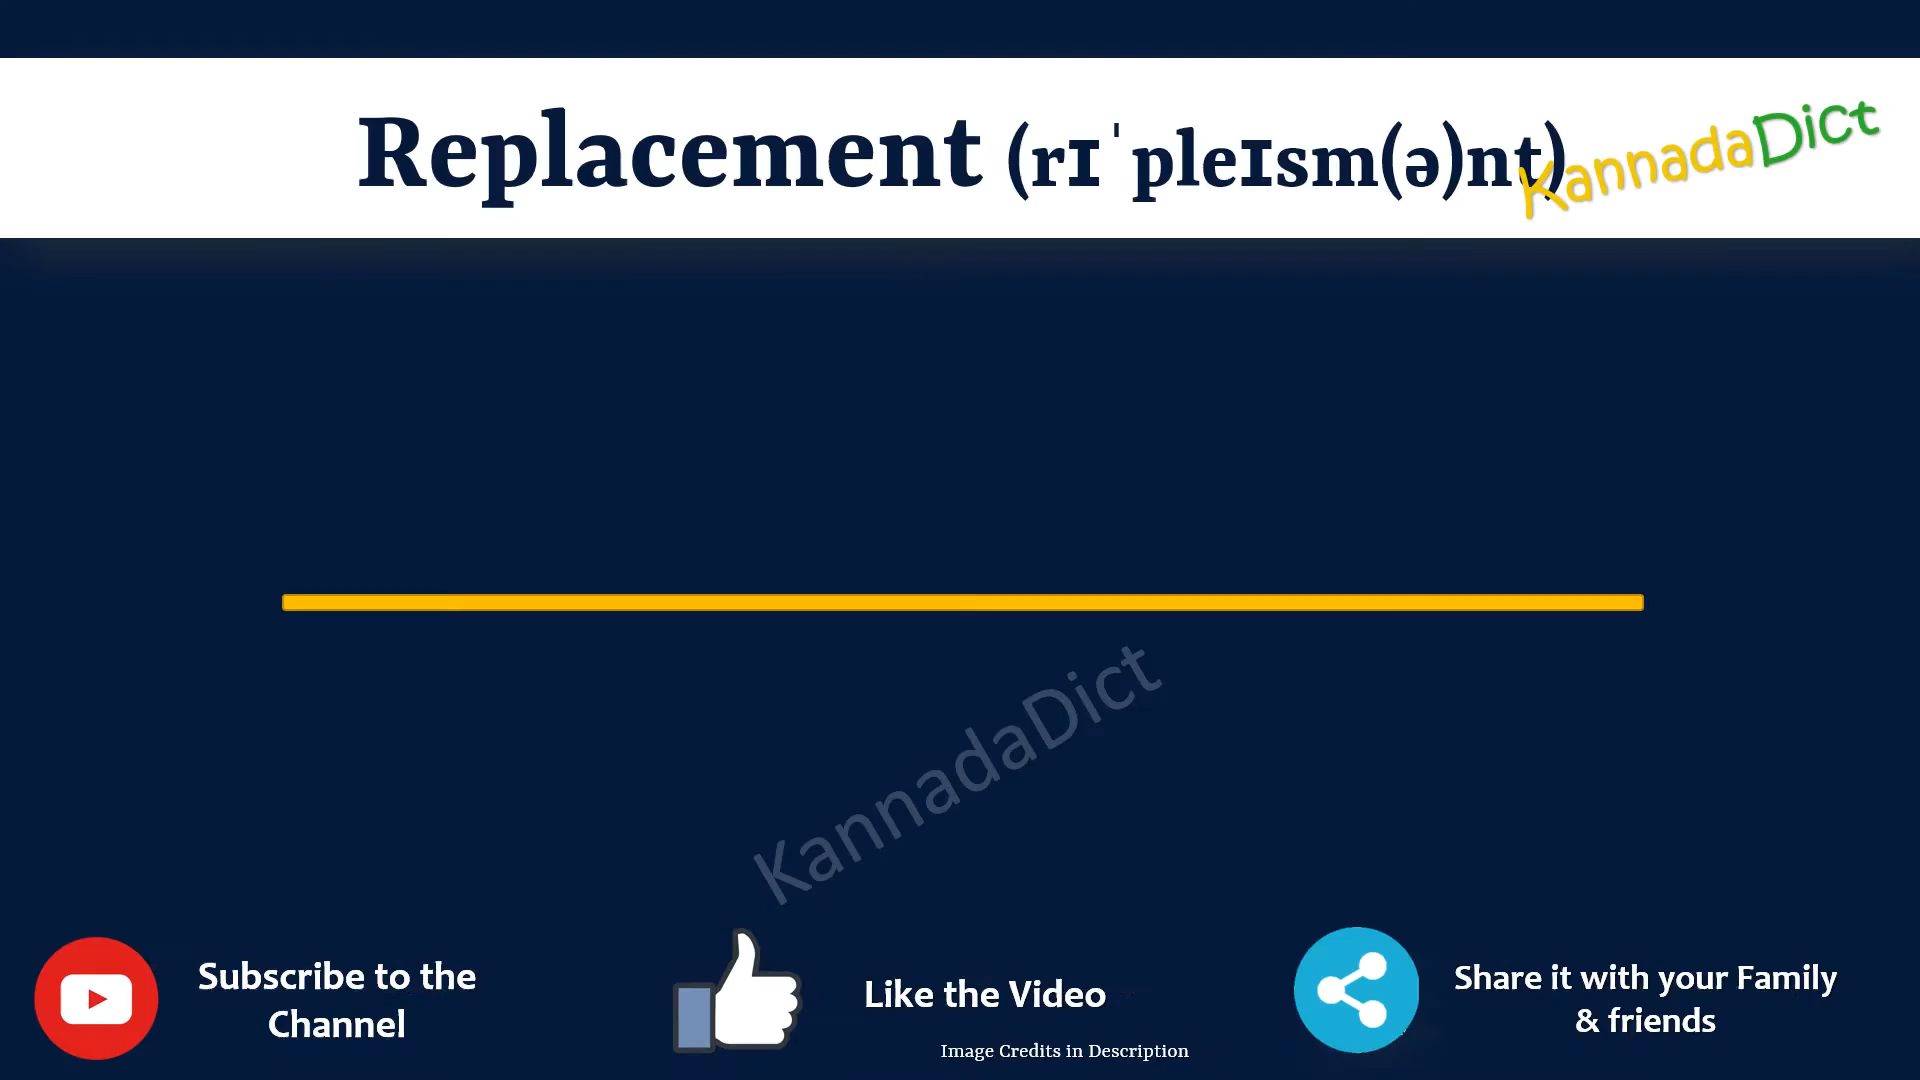 Replacement (rɪˈpleɪsm(ə)nt)
KannadaDict
KannadaDict
Subscribe to the
Channel
Like the Video
Share it with your Family
& friends
Image Credits in Description